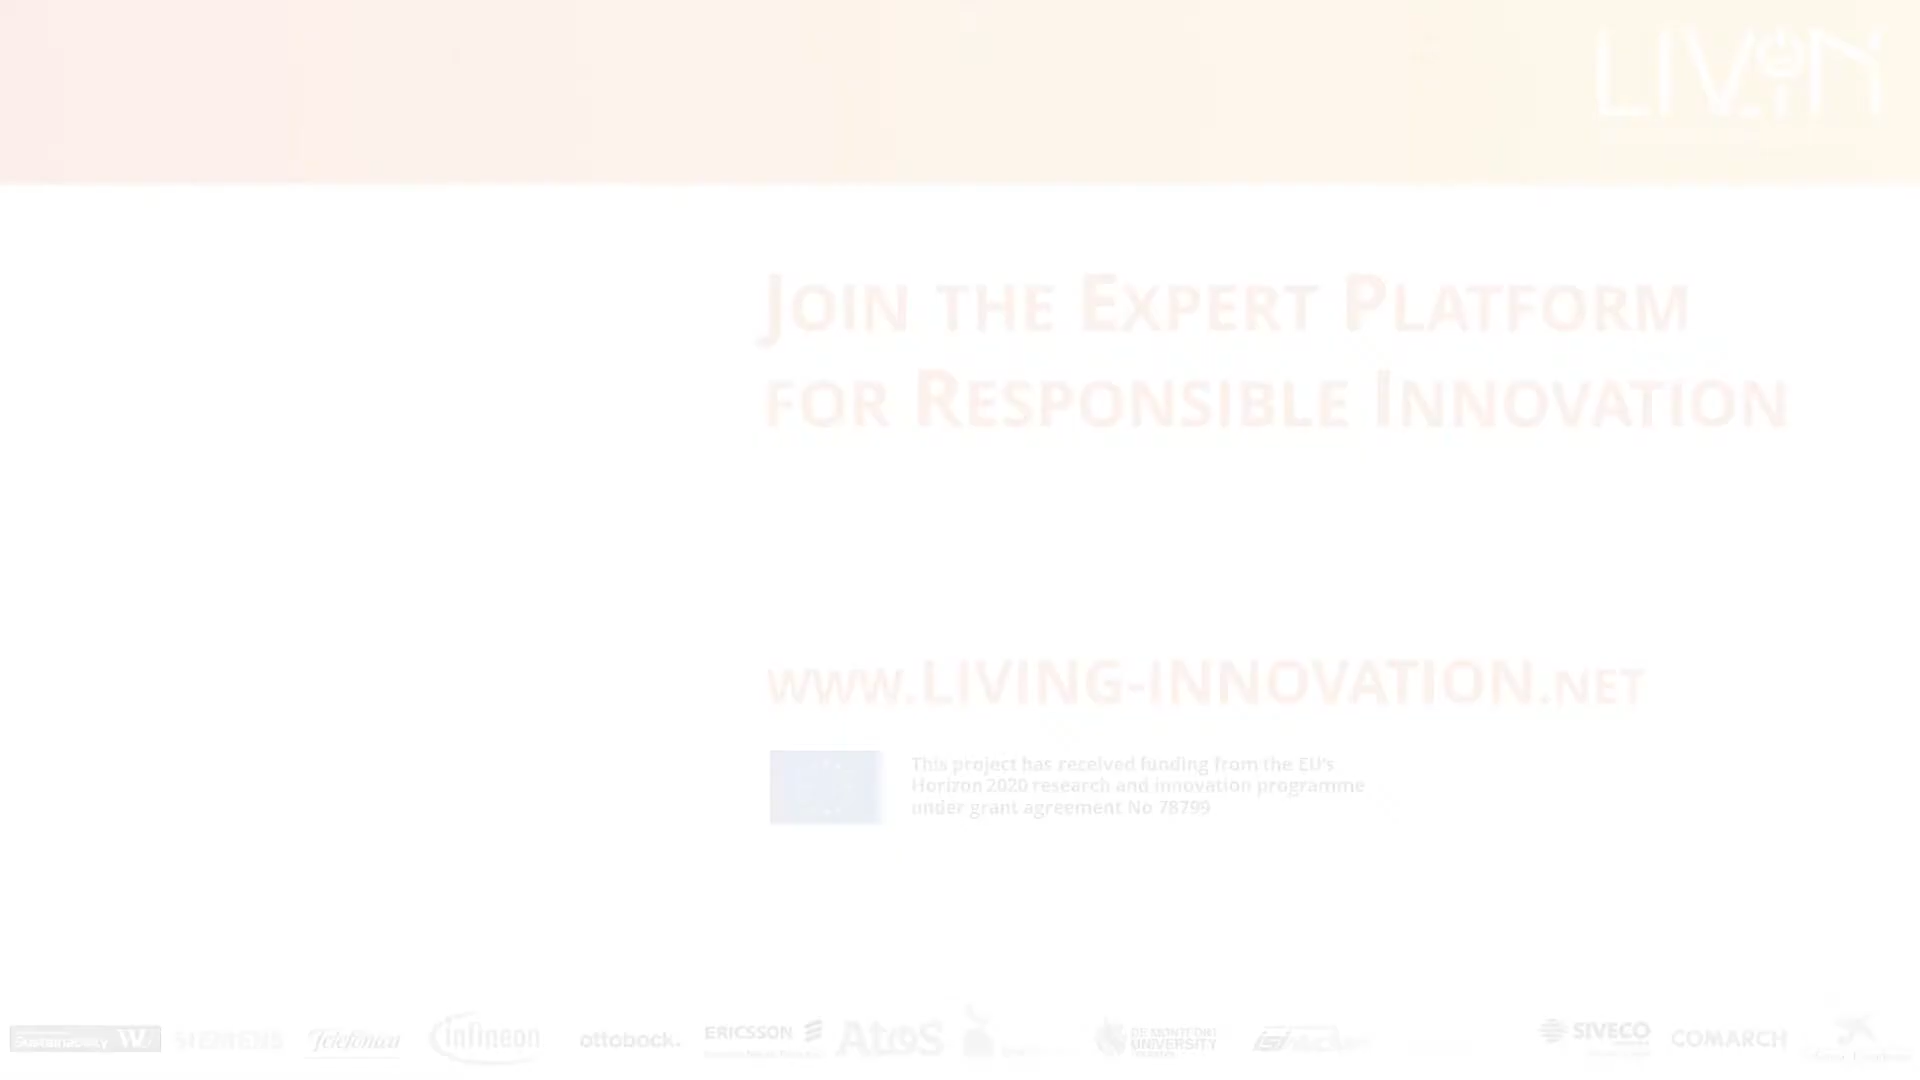 LIV IN
JOIN THE EXPERT PLATFORM
FOR RESPONSIBLE INNOVATION
WWW.LIVING-INNOVATION.NET
This project has received funding from the EU's
Horizon 2020 research and innovation programme
under grant agreement No 78799
Sustainability W SIEMENS Telefónica infineon ottobock. ERICSSON Atos DE MONTFORT UNIVERSITY SIVECO COMARCH